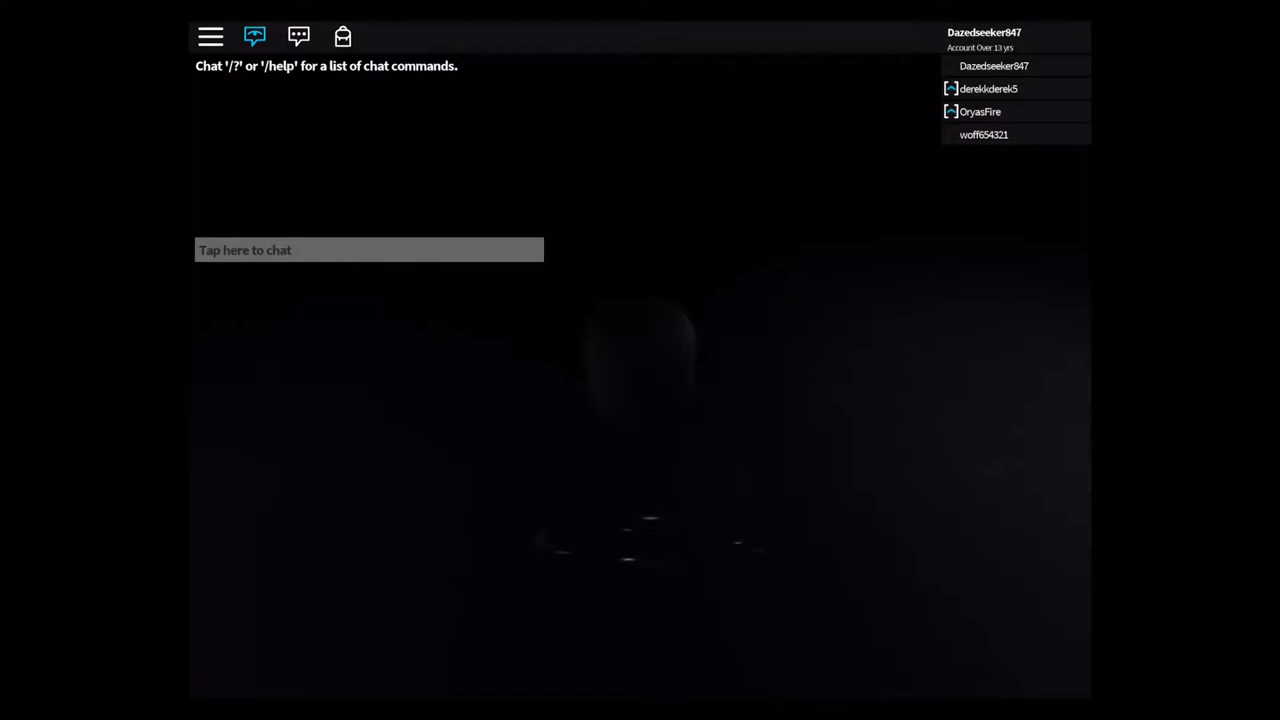 Dazedseeker847
Account Over 13 yrs
Chat '/?' or '/help' for a list of chat commands.
Dazedseeker847
derekkderek5
OryasFire
woff654321
Tap here to chat